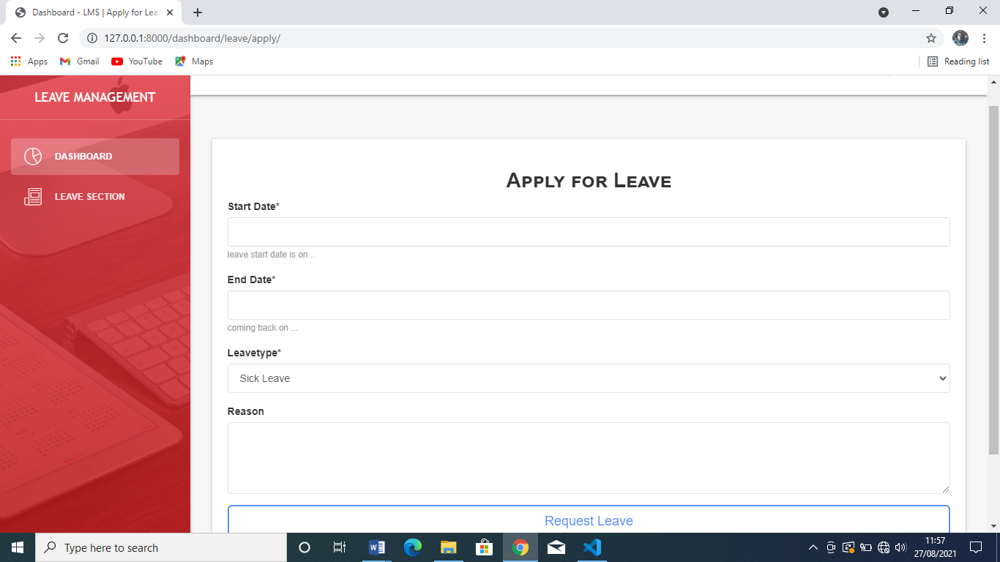 Dashboard - LMS | Apply for Lea
127.0.0.1:8000/dashboard/leave/apply/
Apps Gmail YouTube Maps Reading list
LEAVE MANAGEMENT
DASHBOARD
LEAVE SECTION
Apply for Leave
Start Date*
leave start date is on ..
End Date*
coming back on ...
Leavetype*
Sick Leave
Reason
Request Leave
Type here to search
11:57
27/08/2021